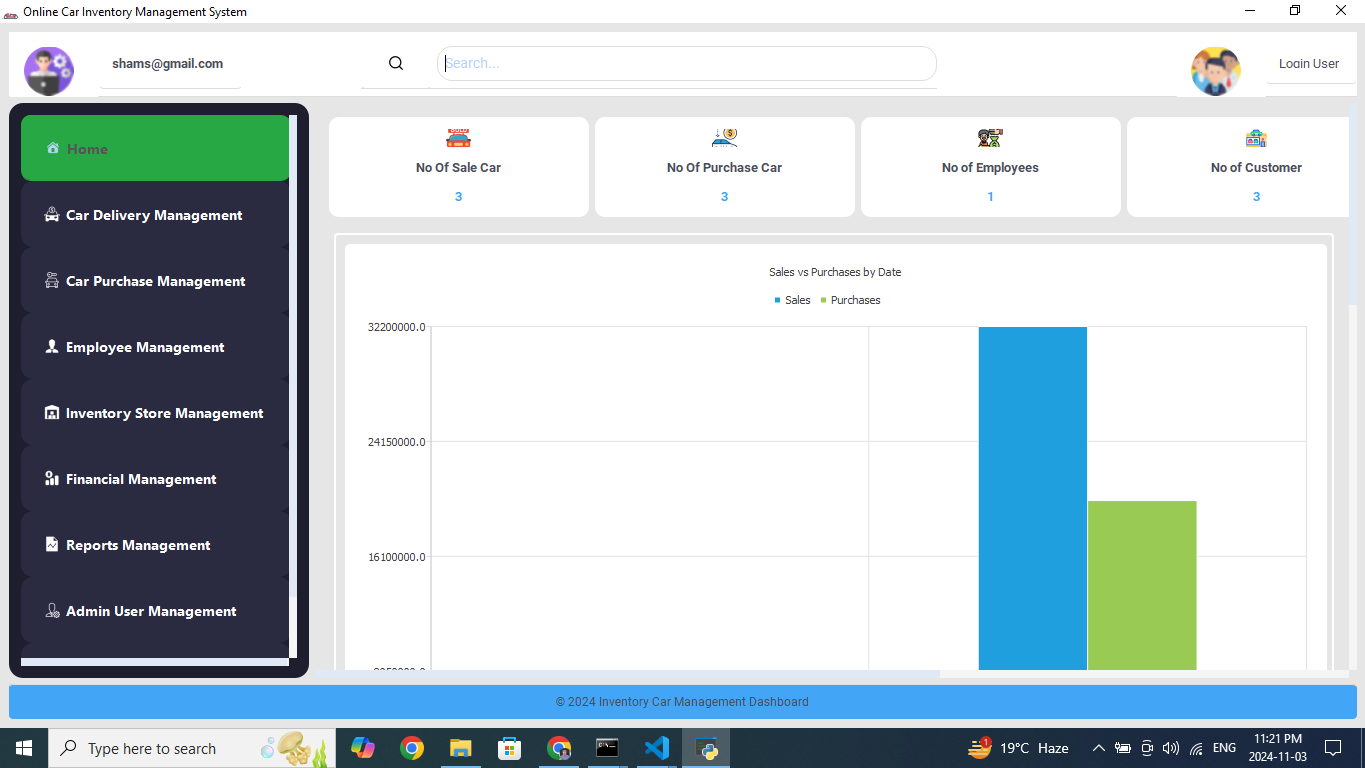 Online Car Inventory Management System
shams@gmail.com
Search...
Login User
Home
Car Delivery Management
Car Purchase Management
Employee Management
Inventory Store Management
Financial Management
Reports Management
Admin User Management
SOLD
No Of Sale Car
3
No Of Purchase Car
3
No of Employees
1
No of Customer
3
Sales vs Purchases by Date
Sales
Purchases
32200000.0
24150000.0
16100000.0
© 2024 Inventory Car Management Dashboard
Type here to search
1
19°C Haze
ENG
11:21 PM
2024-11-03